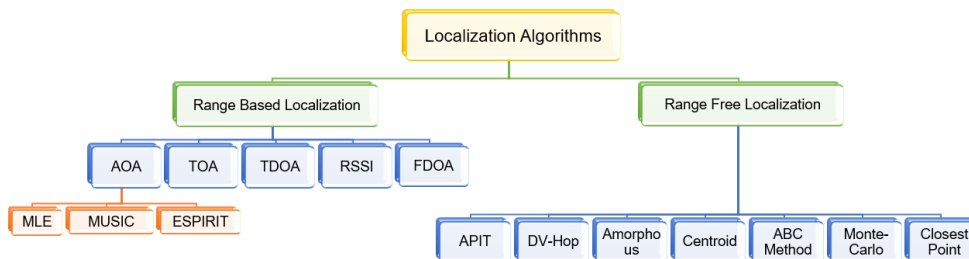 Localization Algorithms
Range Based Localization
Range Free Localization
AOA
TOA
TDOA
RSSI
FDOA
MLE
MUSIC
ESPIRIT
APIT
DV-Hop
Amorpho
us
Centroid
ABC
Method
Monte-
Carlo
Closest
Point